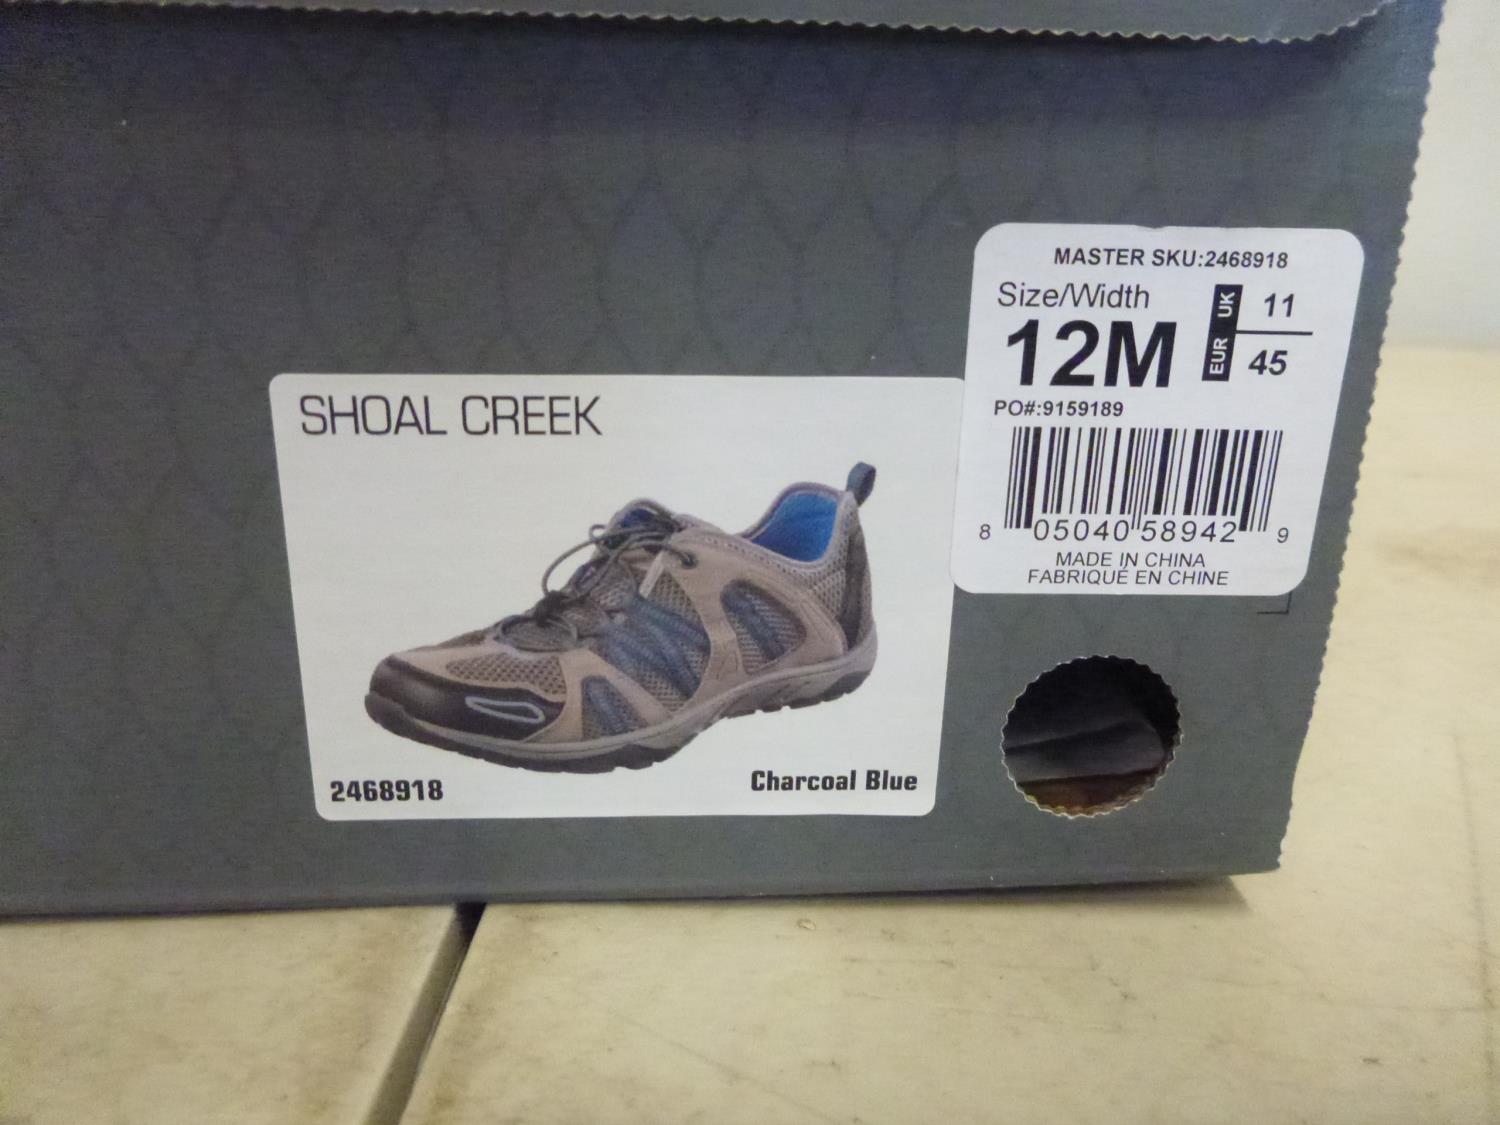 MASTER SKU:2468918
Size/Width
12M
UK 11
EUR 45
PO#:9159189
8 05040 58942 9
MADE IN CHINA
FABRIQUÉ EN CHINE
SHOAL CREEK
2468918
Charcoal Blue